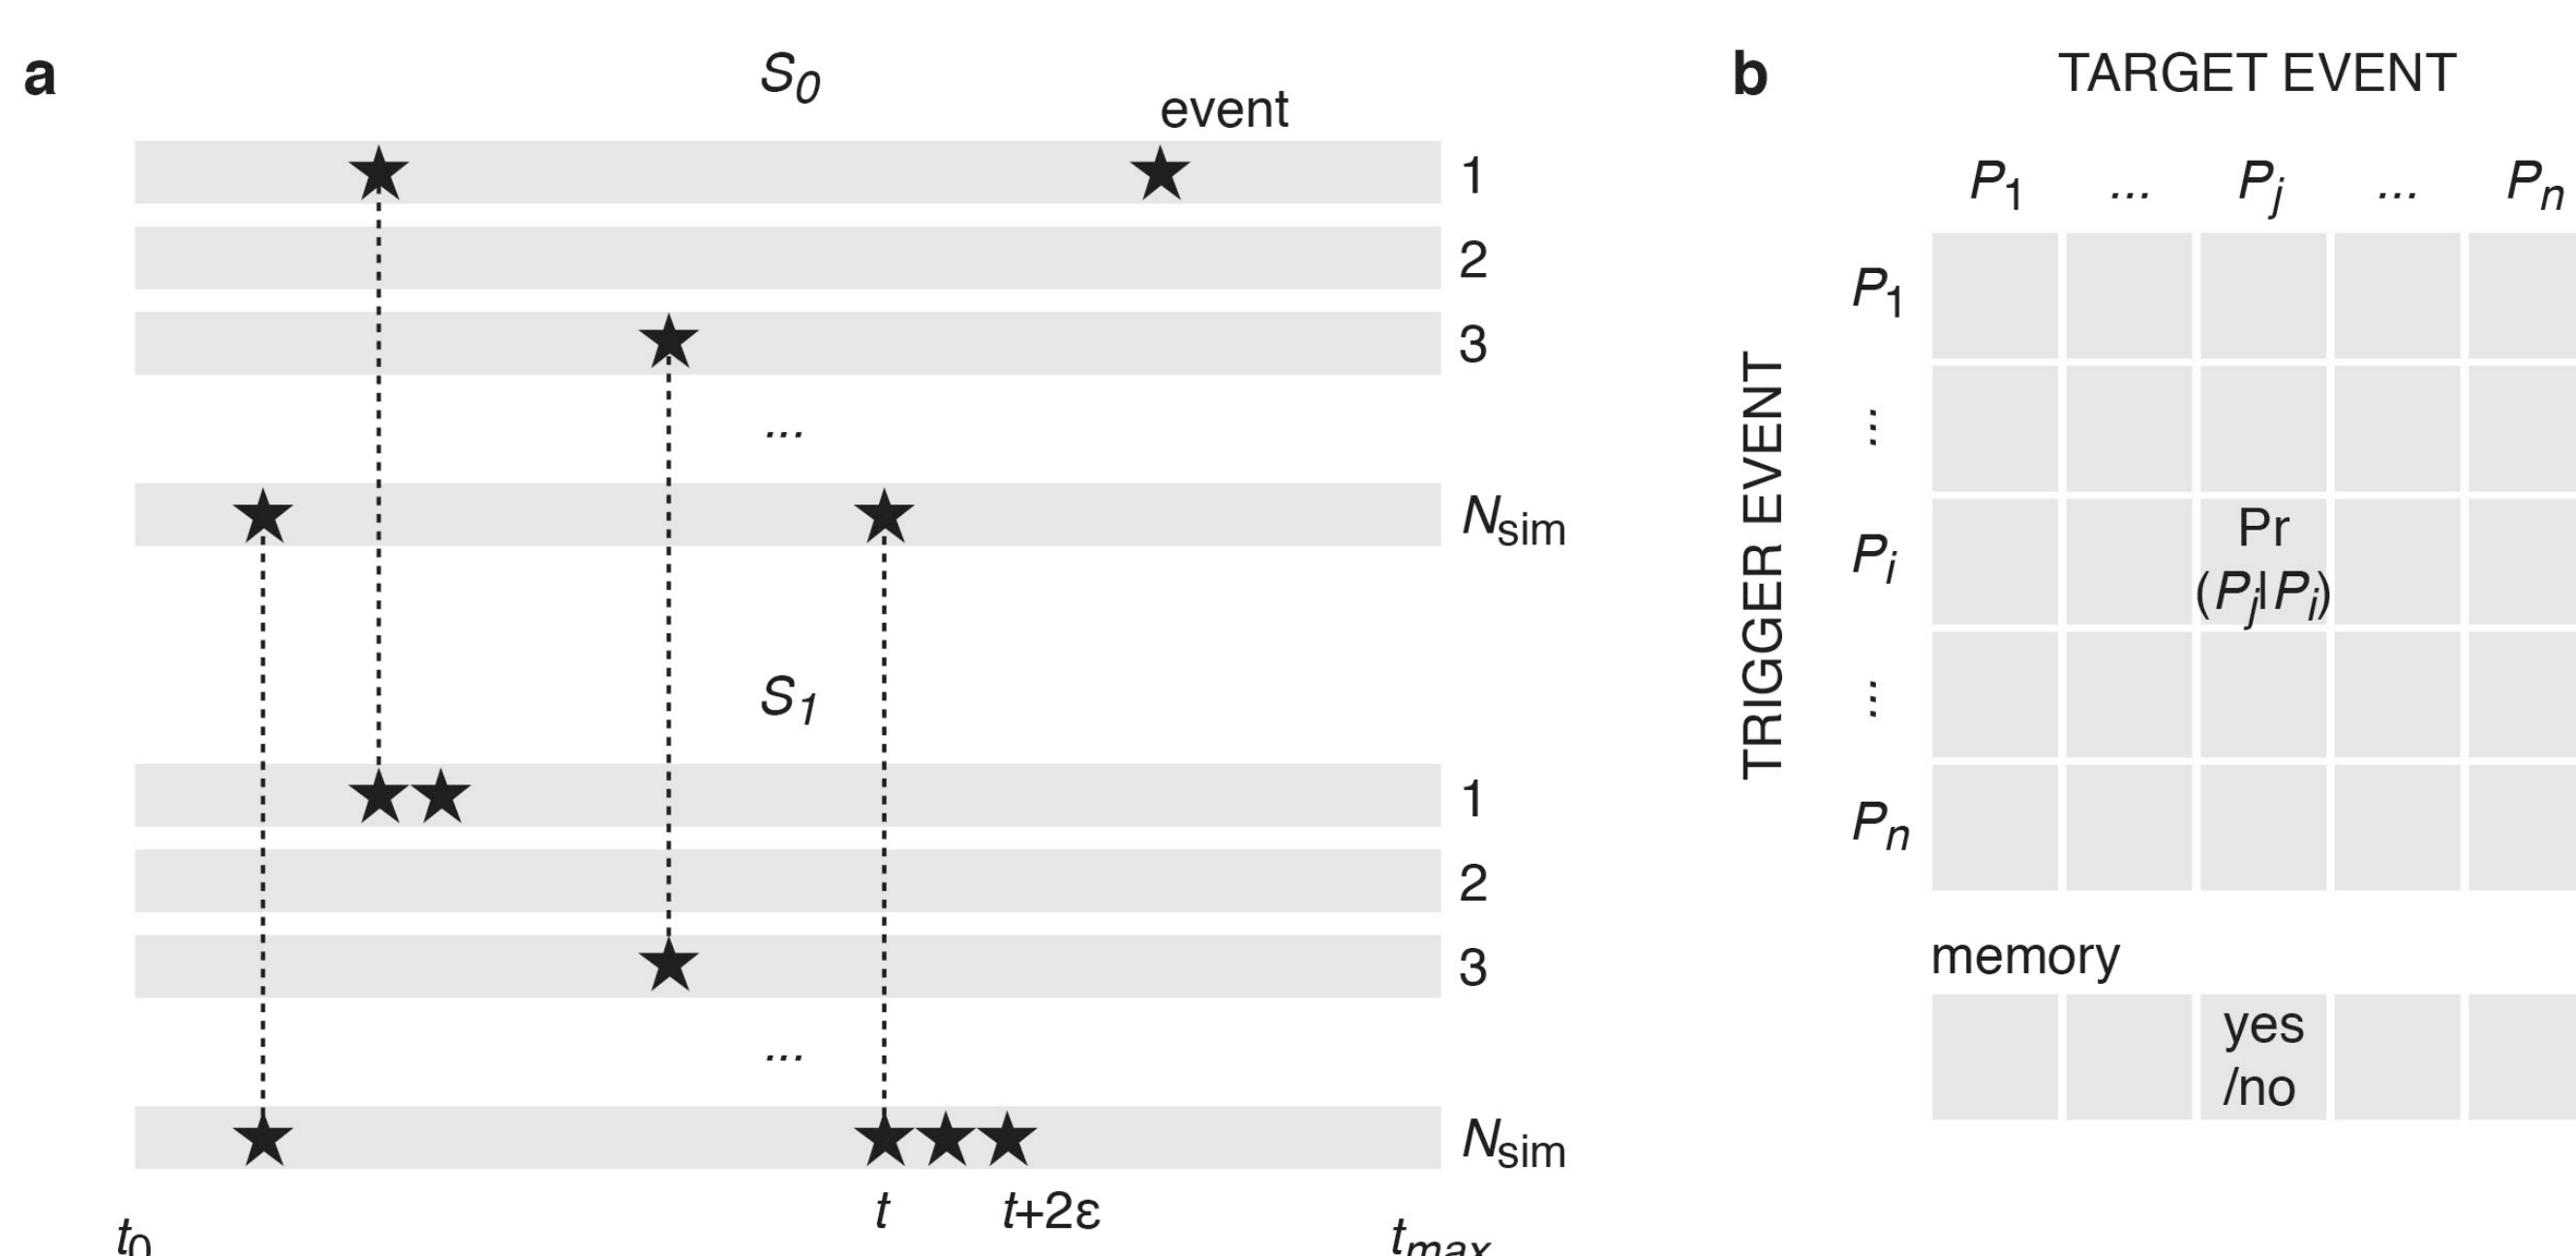 a
S0
event
1
2
3
...
Nsim
S1
1
2
3
...
Nsim
t t+2ε
t0 tmax
b
TARGET EVENT
P1 ... Pj ... Pn
TRIGGER EVENT
P1
...
Pi
Pr
(Pj|Pi)
...
Pn
memory
yes
/no